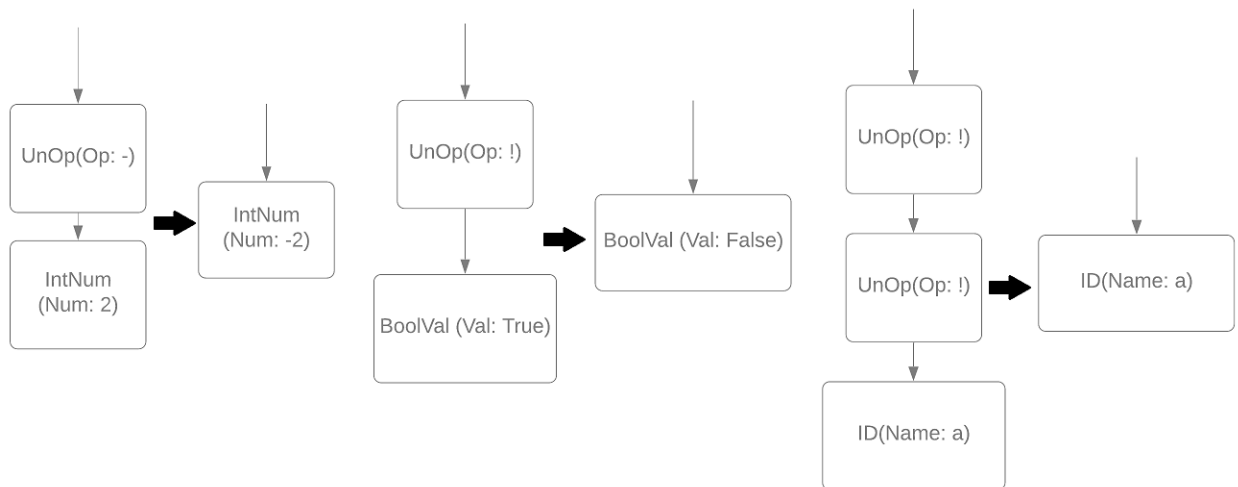 UnOp(Op: -)
IntNum
(Num: 2)
IntNum
(Num: -2)
UnOp(Op: !)
BoolVal (Val: True)
BoolVal (Val: False)
UnOp(Op: !)
UnOp(Op: !)
ID(Name: a)
ID(Name: a)